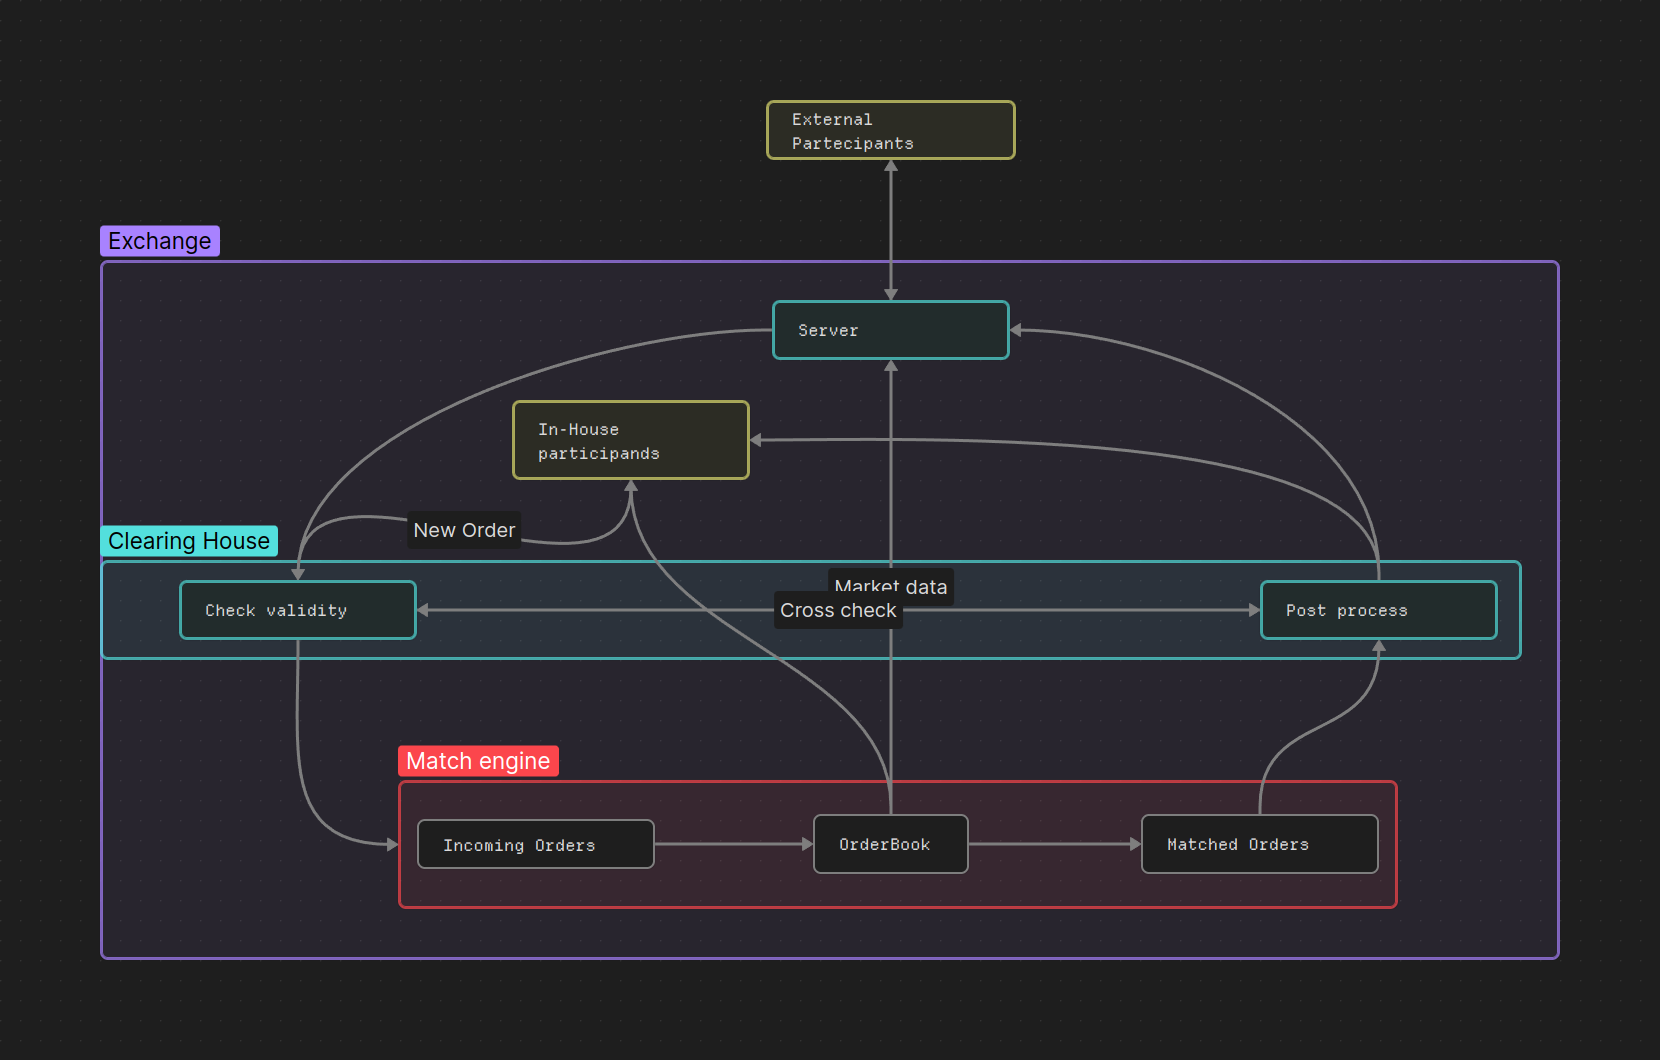 External
Partecipants
Exchange
Server
In-House
participands
New Order
Clearing House
Market data
Check validity
Cross check
Post process
Match engine
Incoming Orders
OrderBook
Matched Orders